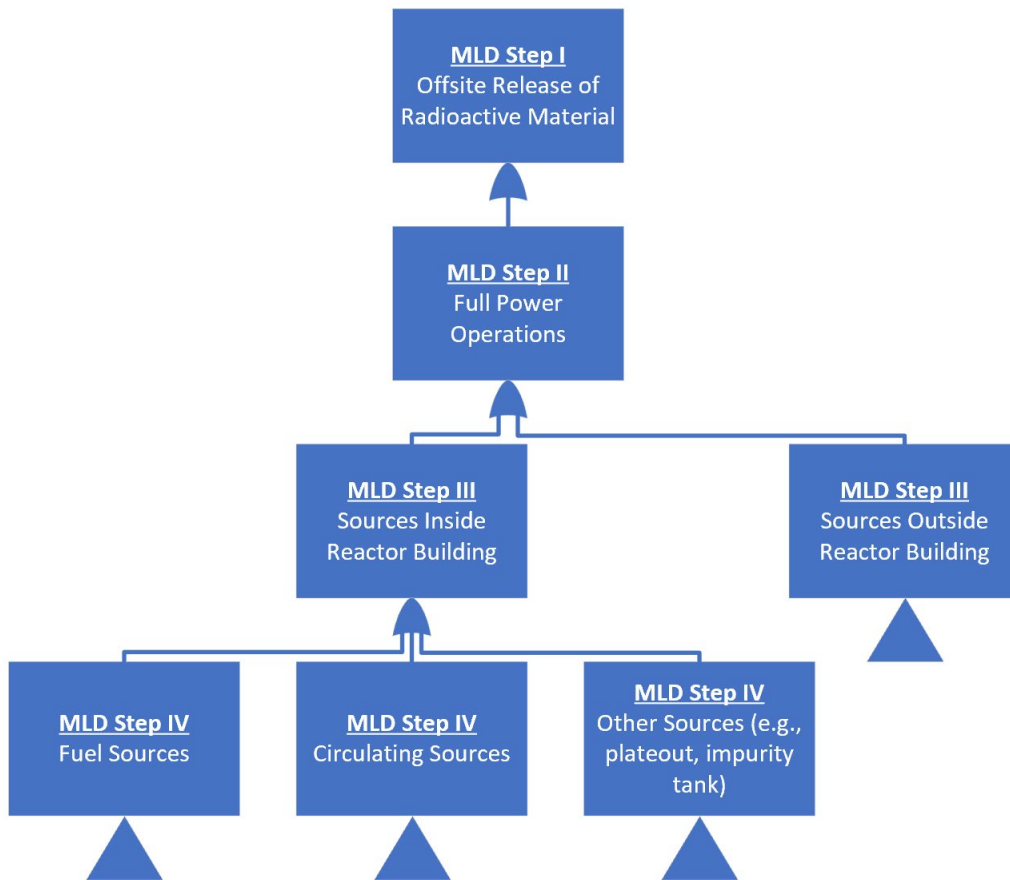 MLD Step I
Offsite Release of
Radioactive Material
MLD Step II
Full Power
Operations
MLD Step III
Sources Inside
Reactor Building
MLD Step III
Sources Outside
Reactor Building
MLD Step IV
Fuel Sources
MLD Step IV
Circulating Sources
MLD Step IV
Other Sources (e.g.,
plateout, impurity
tank)